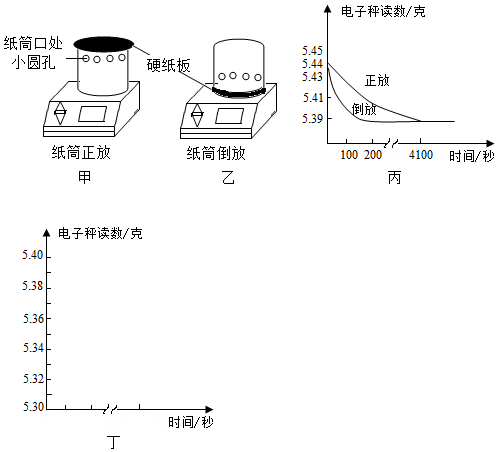 纸筒口处
小圆孔
硬纸板
纸筒正放
甲
纸筒倒放
乙
电子秤读数/克
5.45
5.44
5.43
5.41
5.39
正放
倒放
100 200 4100 时间/秒
丙
电子秤读数/克
5.40
5.38
5.36
5.34
5.32
5.30
时间/秒
丁